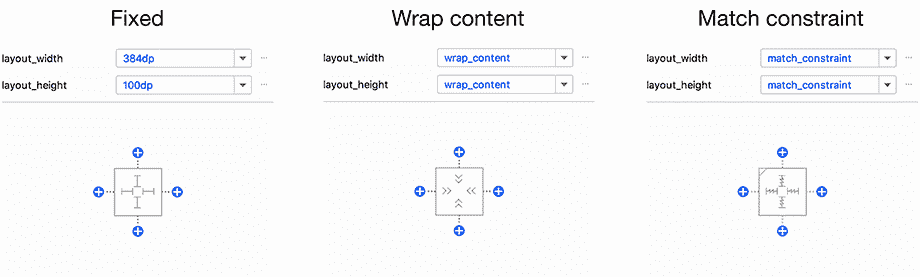 Fixed Wrap content Match constraint
layout_width 384dp layout_width wrap_content layout_width match_constraint
layout_height 100dp layout_height wrap_content layout_height match_constraint